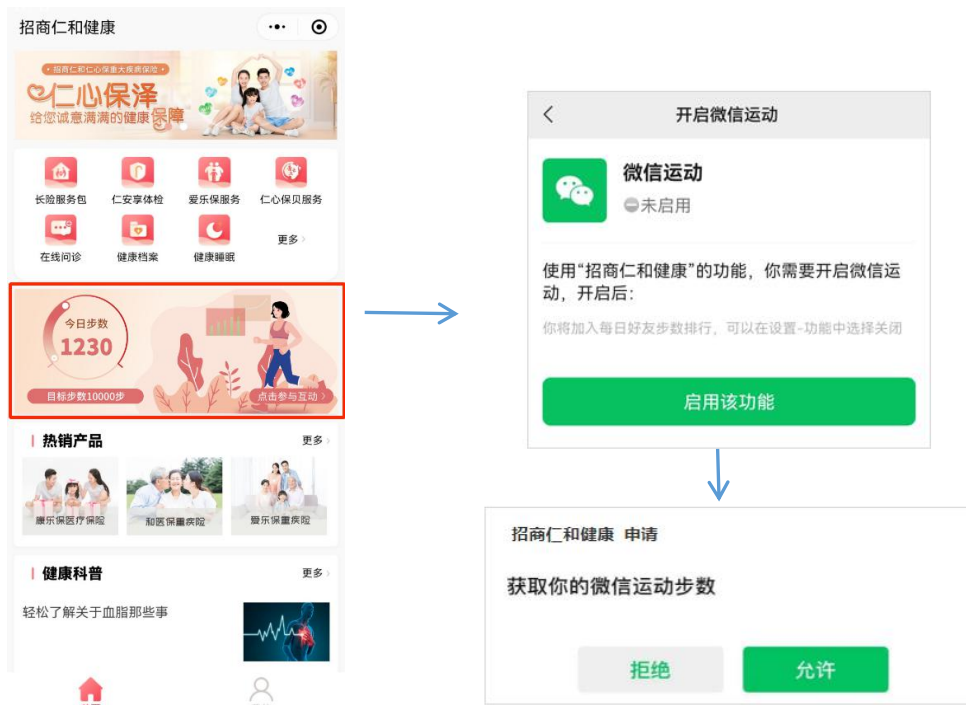 招商仁和健康
• 招商仁和仁心保重大疾病保险 •
仁心保泽
给您诚意满满的健康保障
长险服务包
仁安享体检
爱乐保服务
仁心保贝服务
在线问诊
健康档案
健康睡眠
更多
今日步数
1230
目标步数10000步
点击参与互动
热销产品
更多
康乐保医疗保险
和医保重疾险
爱乐保重疾险
健康科普
更多
轻松了解关于血脂那些事
开启微信运动
微信运动
未启用
使用“招商仁和健康”的功能，你需要开启微信运
动，开启后：
你将加入每日好友步数排行，可以在设置-功能中选择关闭
启用该功能
招商仁和健康 申请
获取你的微信运动步数
拒绝
允许